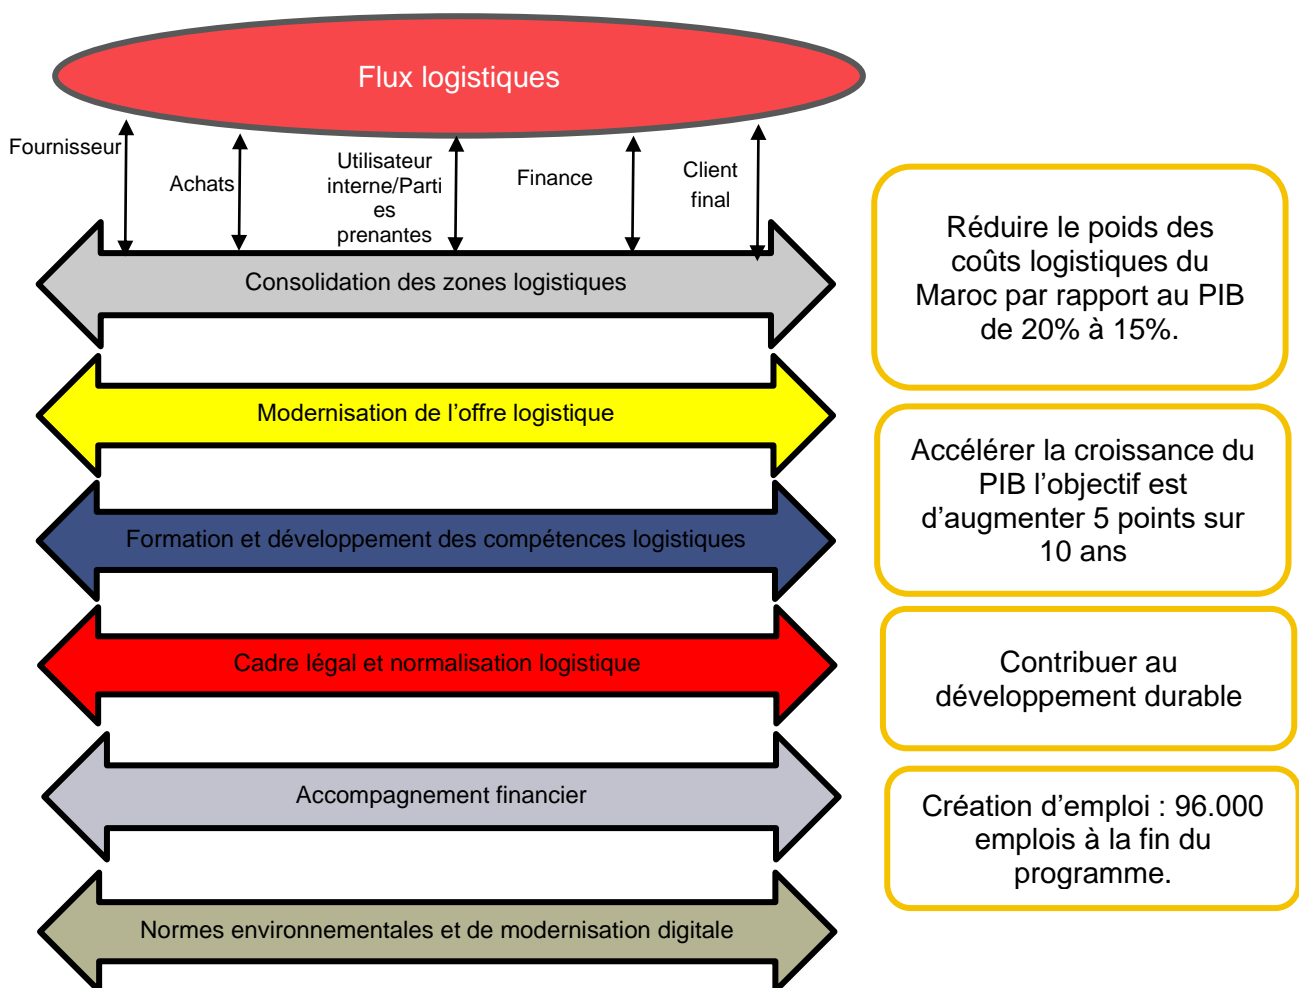 Flux logistiques
Fournisseur
Achats
Utilisateur
interne/Parti
es
prenantes
Finance
Client
final
Consolidation des zones logistiques
Modernisation de l’offre logistique
Formation et développement des compétences logistiques
Cadre légal et normalisation logistique
Accompagnement financier
Normes environnementales et de modernisation digitale
Réduire le poids des
coûts logistiques du
Maroc par rapport au PIB
de 20% à 15%.
Accélérer la croissance du
PIB l’objectif est
d’augmenter 5 points sur
10 ans
Contribuer au
développement durable
Création d’emploi : 96.000
emplois à la fin du
programme.